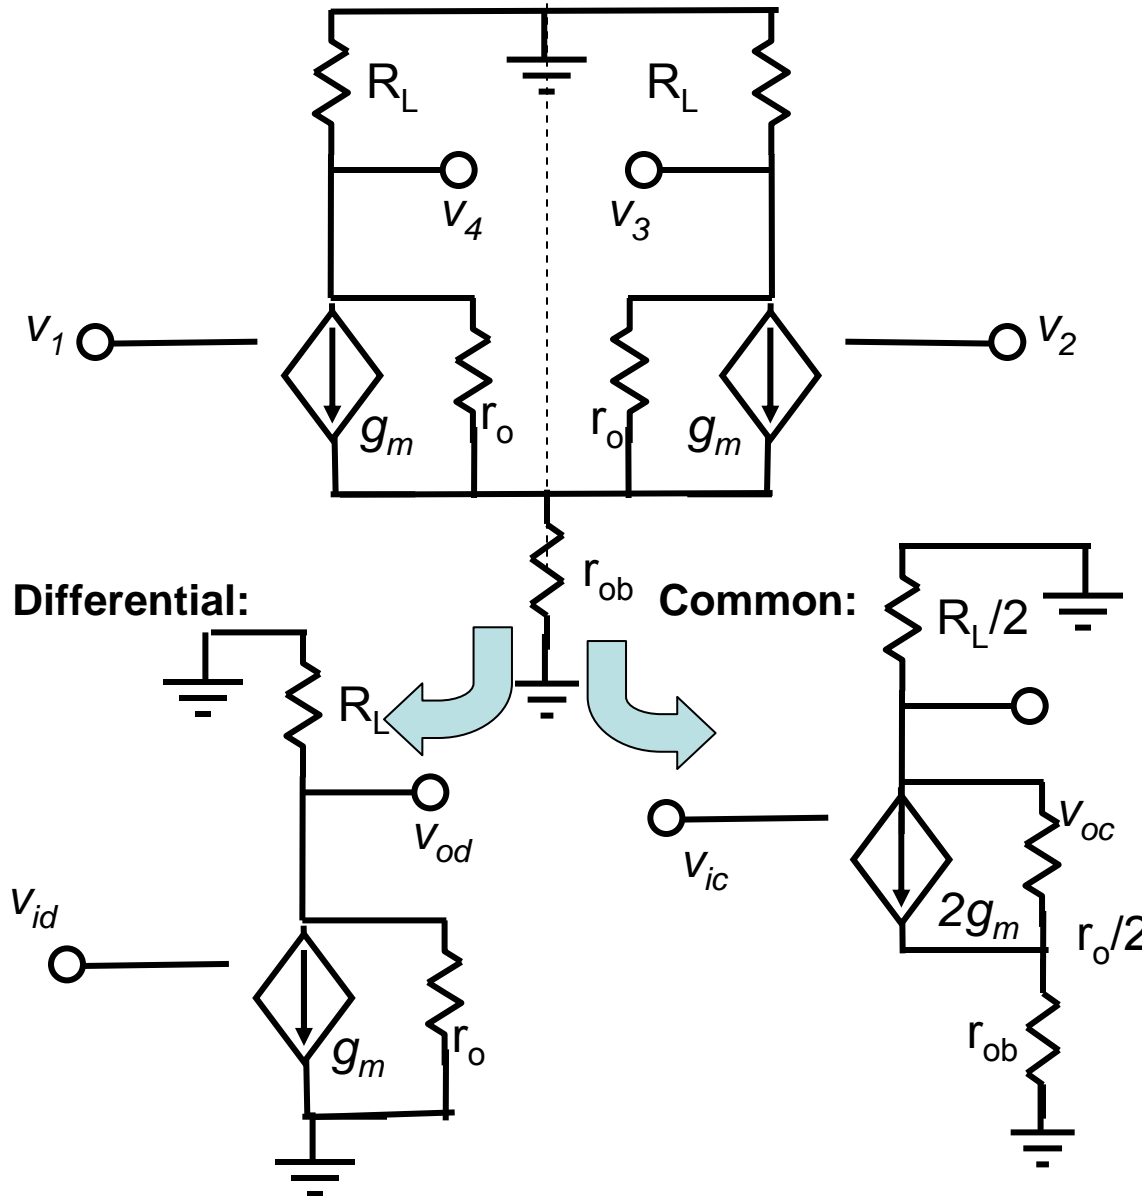 R_L
R_L
v_4
v_3
v_1
v_2
g_m
r_o
r_o
g_m
r_ob
Differential:
Common:
R_L/2
R_L
v_od
v_oc
v_ic
v_id
2g_m
r_o/2
r_ob
g_m
r_o